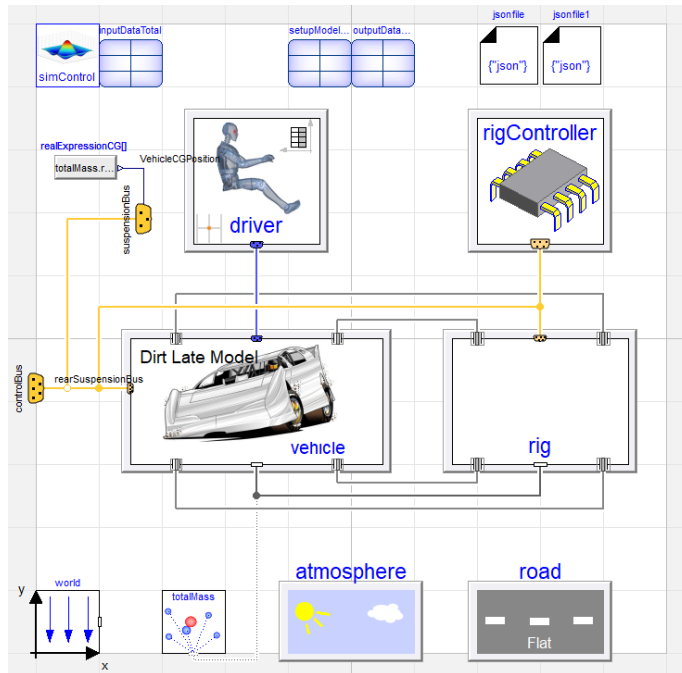 jsonfile
jsonfile1
inputDataTotal
setupModel...
outputData...
{"json"}
{"json"}
simControl
rigController
realExpressionCG[]
totalMass.r...
VehicleCGPosition
suspensionBus
driver
Dirt Late Model
rearSuspensionBus
controlBus
vehicle
rig
atmosphere
road
world
totalMass
y
x
Flat